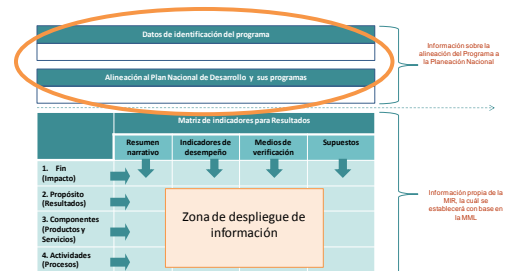 Datos de identificación del programa
Alineación al Plan Nacional de Desarrollo y sus programas
Información sobre la
alineación del Programa a
la Planeación Nacional
Matriz de indicadores para Resultados
Resumen
narrativo
Indicadores de
desempeño
Medios de
verificación
Supuestos
1. Fin
(Impacto)
2. Propósito
(Resultados)
3. Componentes
(Productos y
Servicios)
4. Actividades
(Procesos)
Zona de despliegue de
información
Información propia de la
MIR, la cuál se
establecerá con base en
la MML